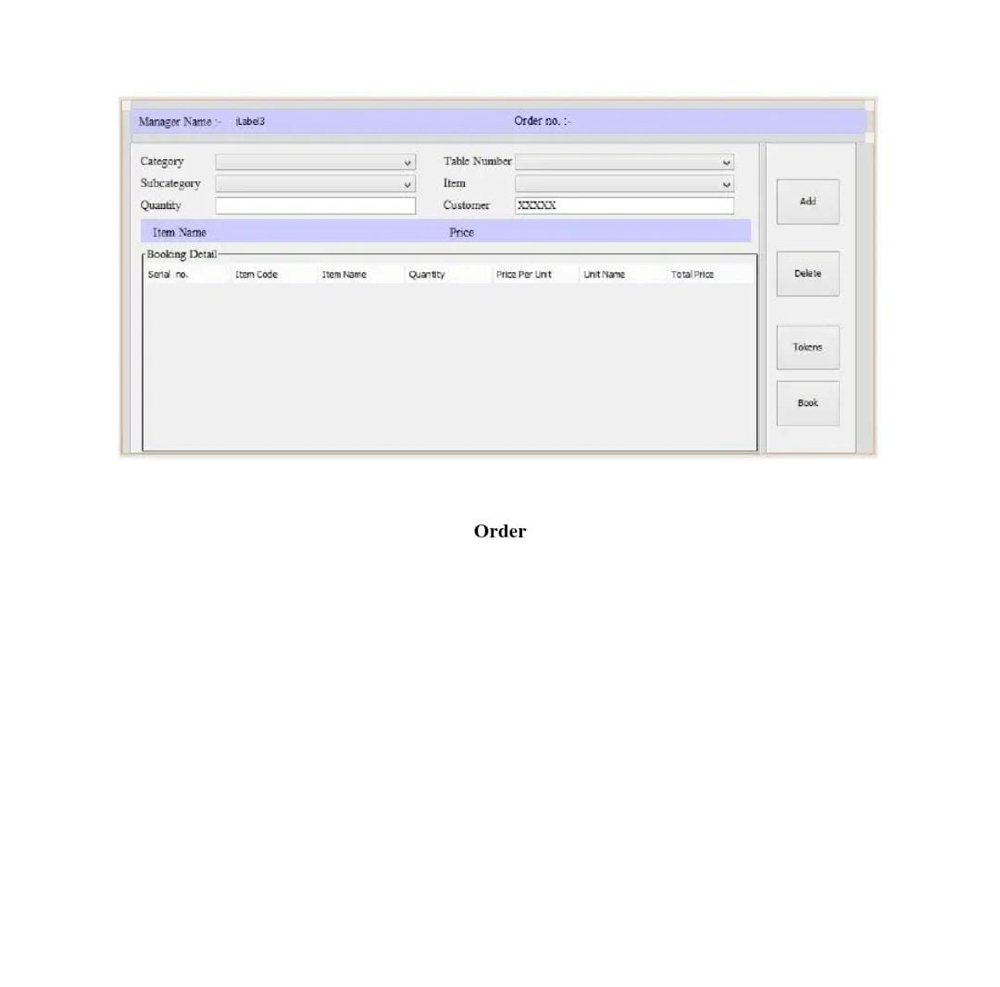 Manager Name :- jLabel3 Order no. :-
Category Table Number
Subcategory Item
Quantity Customer XXXXX
Item Name Price
Booking Detail
Serial no. Item Code Item Name Quantity Price Per Unit Unit Name Total Price
Add
Delete
Tokens
Book
Order